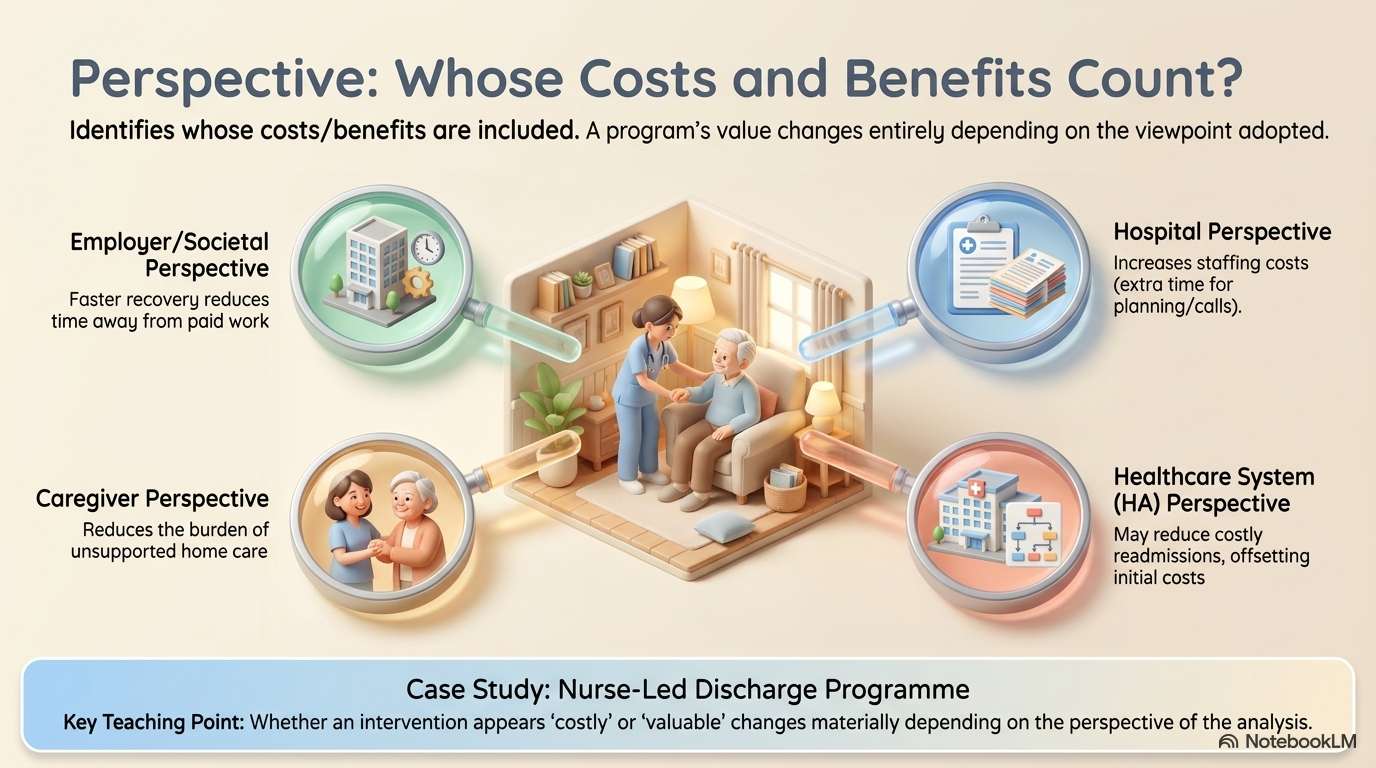 Perspective: Whose Costs and Benefits Count?
Identifies whose costs/benefits are included. A program's value changes entirely depending on the viewpoint adopted.
Employer/Societal
Perspective
Faster recovery reduces
time away from paid work
Hospital Perspective
Increases staffing costs
(extra time for
planning/calls).
Caregiver Perspective
Reduces the burden of
unsupported home care
Healthcare System
(HA) Perspective
May reduce costly
readmissions, offsetting
initial costs
Case Study: Nurse-Led Discharge Programme
Key Teaching Point: Whether an intervention appears ‘costly’ or ‘valuable’ changes materially depending on the perspective of the analysis.
NotebookLM